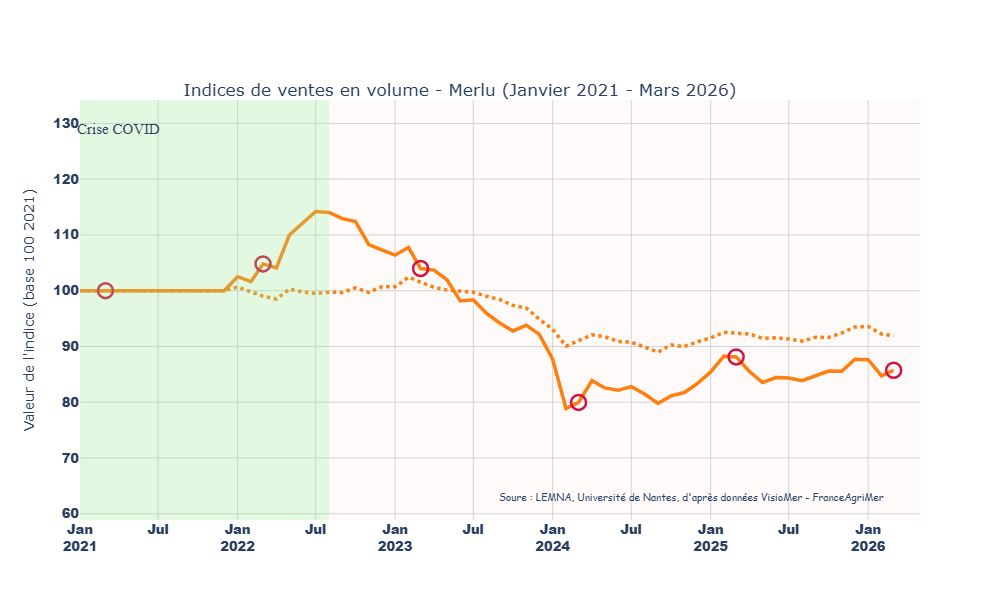 Indices de ventes en volume - Merlu (Janvier 2021 - Mars 2026)
Valeur de l'indice (base 100 2021)
130
Crise COVID
120
110
100
90
80
70
60
Soure : LEMNA, Université de Nantes, d'après données VisioMer - FranceAgriMer
Jan Jul Jan Jul Jan Jul Jan Jul Jan Jul Jan
2021 2022 2023 2024 2025 2026